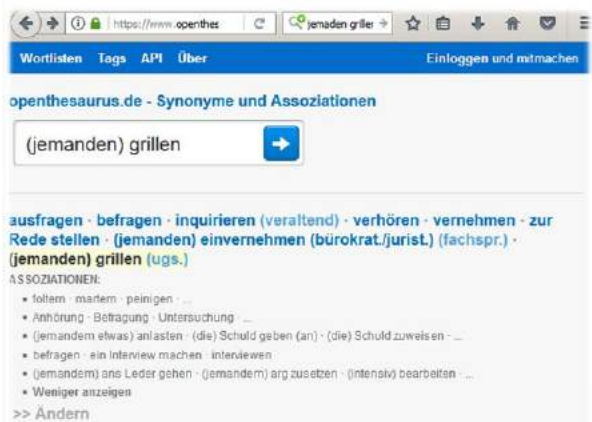 https://www.openthes
jemaden griller
Wortlisten Tags API Über Einloggen und mitmachen
openthesaurus.de - Synonyme und Assoziationen
(jemanden) grillen
ausfragen · befragen · inquirieren (veraltend) · verhören · vernehmen · zur
Rede stellen · (jemanden) einvernehmen (bürokrat./jurist.) (fachspr.) ·
(jemanden) grillen (ugs.)
ASSOZIATIONEN:
• foltern · martern · peinigen · ...
• Anhörung · Befragung · Untersuchung · ...
• (jemandem etwas) anlasten · (die) Schuld geben (an) · (die) Schuld zuweisen · ...
• befragen · ein Interview machen · interviewen
• (jemandem) ans Leder gehen · (jemandem) arg zusetzen · (intensiv) bearbeiten · ...
• Weniger anzeigen
>> Ändern